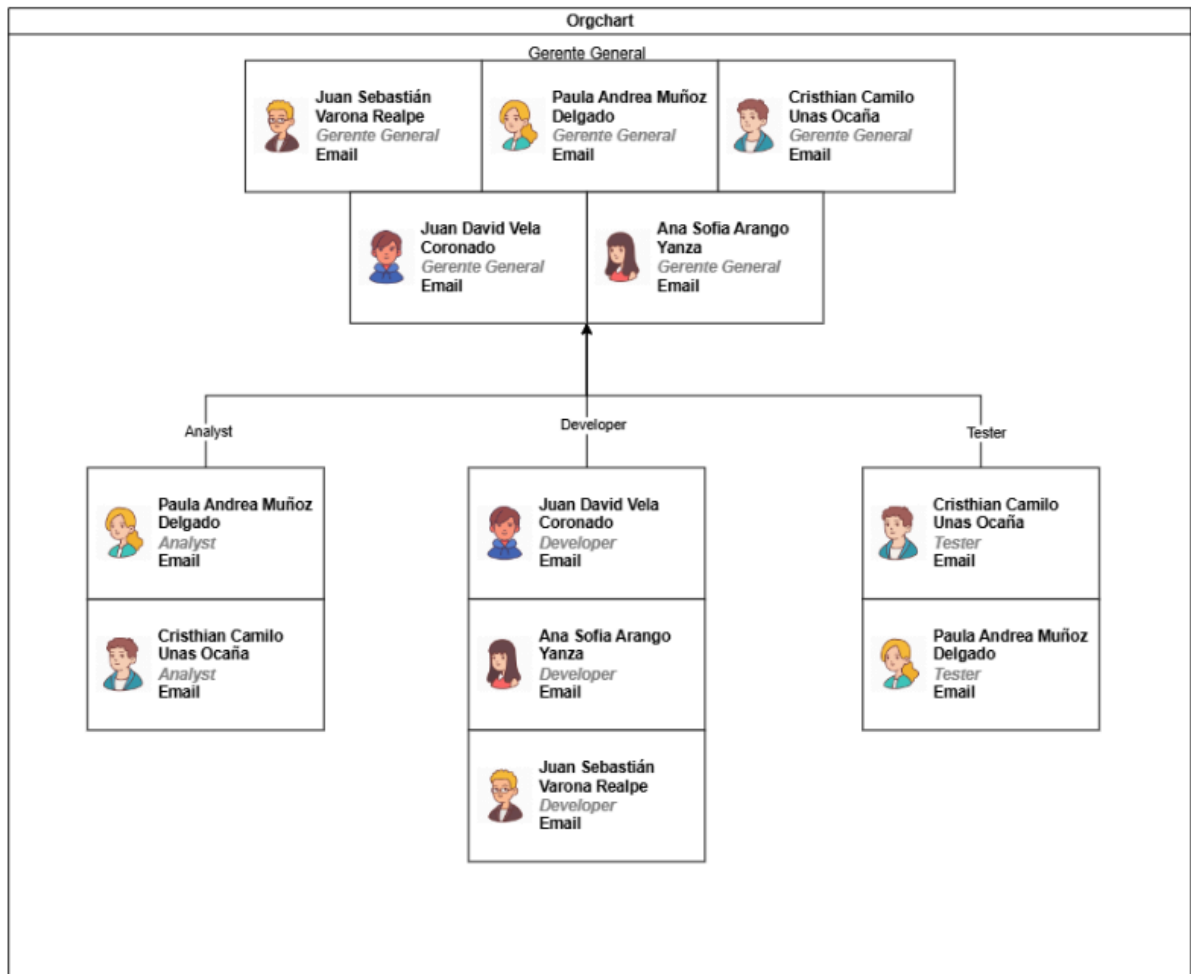 Orgchart
Gerente General
Juan Sebastián
Varona Realpe
Gerente General
Email
Paula Andrea Muñoz
Delgado
Gerente General
Email
Cristhian Camilo
Unas Ocaña
Gerente General
Email
Juan David Vela
Coronado
Gerente General
Email
Ana Sofia Arango
Yanza
Gerente General
Email
Analyst
Developer
Tester
Paula Andrea Muñoz
Delgado
Analyst
Email
Cristhian Camilo
Unas Ocaña
Analyst
Email
Juan David Vela
Coronado
Developer
Email
Ana Sofia Arango
Yanza
Developer
Email
Juan Sebastián
Varona Realpe
Developer
Email
Cristhian Camilo
Unas Ocaña
Tester
Email
Paula Andrea Muñoz
Delgado
Tester
Email